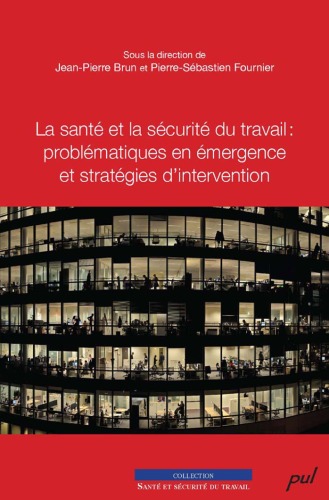 Sous la direction de
Jean-Pierre Brun et Pierre-Sébastien Fournier
La santé et la sécurité du travail :
problématiques en émergence
et stratégies d'intervention
COLLECTION
SANTÉ ET SÉCURITÉ DU TRAVAIL
pul